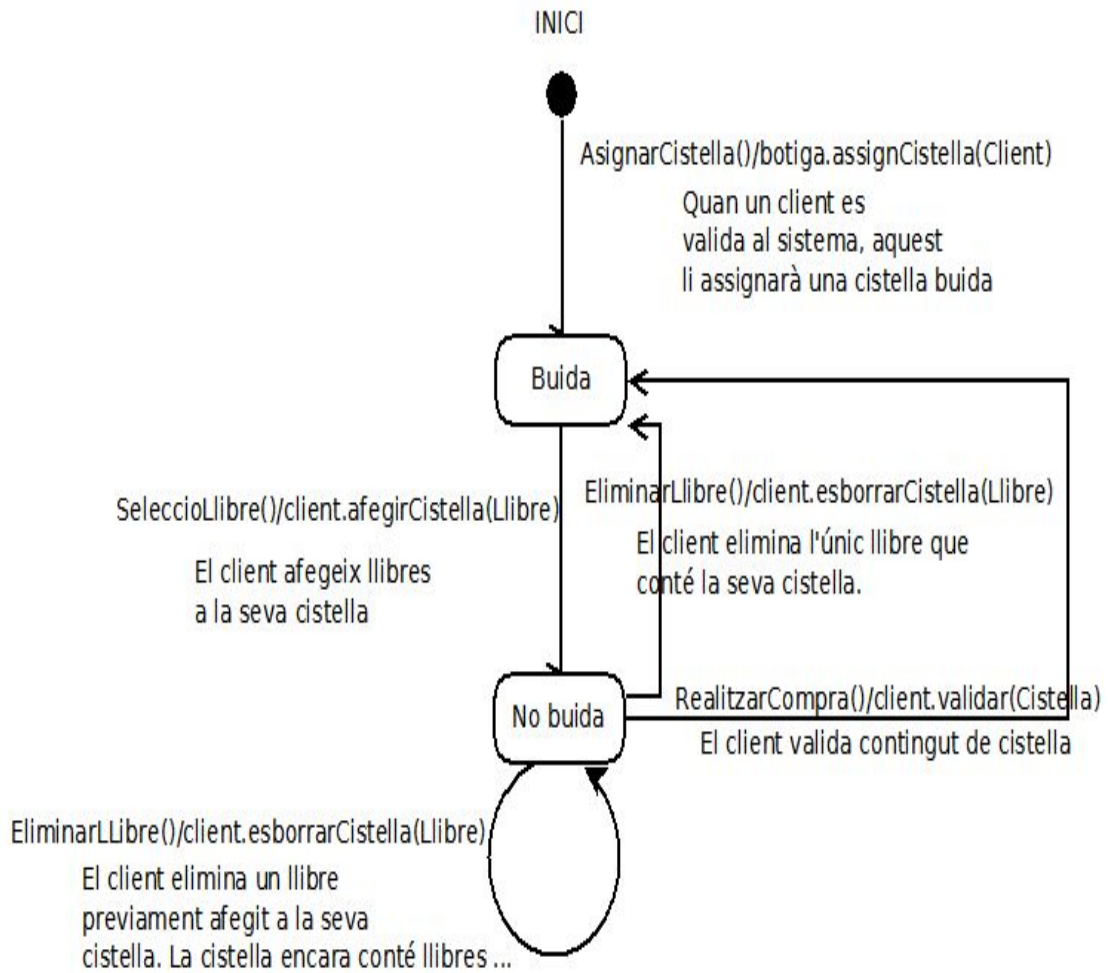 INICI
AsignarCistella()/botiga.assignCistella(Client)
Quan un client es
valida al sistema, aquest
li assignarà una cistella buida
Buida
SeleccioLlibre()/client.afegirCistella(Llibre)
El client afegeix llibres
a la seva cistella
EliminarLlibre()/client.esborrarCistella(Llibre)
El client elimina l'únic llibre que
conté la seva cistella.
No buida
RealitzarCompra()/client.validar(Cistella)
El client valida contingut de cistella
EliminarLLibre()/client.esborrarCistella(Llibre)
El client elimina un llibre
previament afegit a la seva
cistella. La cistella encara conté llibres ...